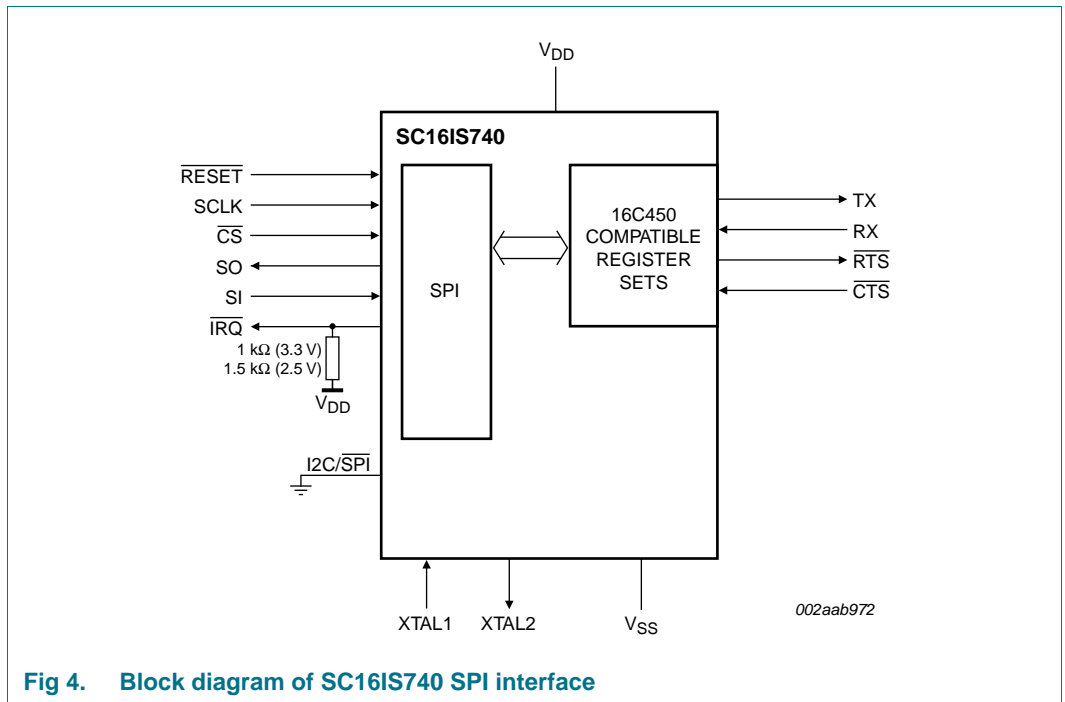 VDD
SC16IS740
RESET
SCLK
CS
SO
SI
IRQ
1 kΩ (3.3 V)
1.5 kΩ (2.5 V)
VDD
I2C/SPI
SPI
16C450
COMPATIBLE
REGISTER
SETS
TX
RX
RTS
CTS
XTAL1
XTAL2
VSS
002aab972
Fig 4. Block diagram of SC16IS740 SPI interface